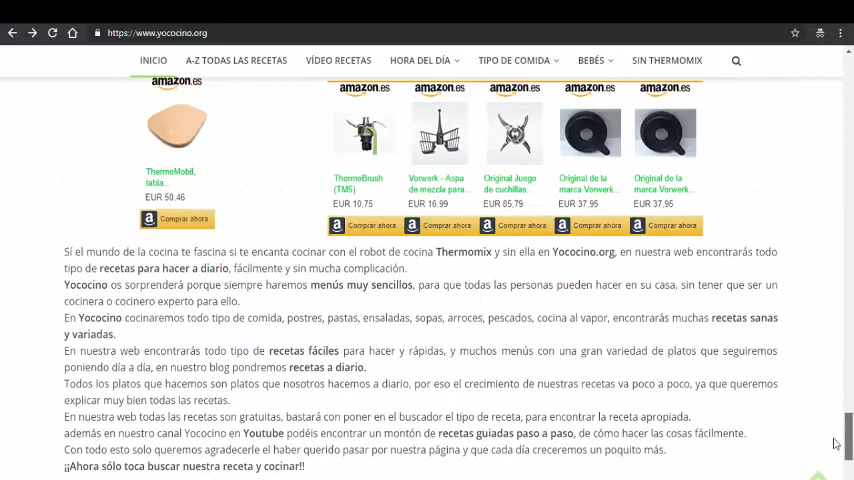 https://www.yococino.org
INICIO A-Z TODAS LAS RECETAS VÍDEO RECETAS HORA DEL DÍA TIPO DE COMIDA BEBÉS SIN THERMOMIX
amazon.es amazon.es amazon.es amazon.es amazon.es amazon.es
ThermoMobil, tabla...
EUR 50.46
Comprar ahora
ThermoBrush (TM5)
EUR 10,75
Comprar ahora
Vorwerk - Aspa de mezcla para...
EUR 16,99
Comprar ahora
Original Juego de cuchillas...
EUR 85,79
Comprar ahora
Original de la marca Vorwerk...
EUR 37,95
Comprar ahora
Original de la marca Vorwerk...
EUR 37,95
Comprar ahora
Sí el mundo de la cocina te fascina si te encanta cocinar con el robot de cocina Thermomix y sin ella en Yococino.org, en nuestra web encontrarás todo
tipo de recetas para hacer a diario, fácilmente y sin mucha complicación.
Yococino os sorprenderá porque siempre haremos menús muy sencillos, para que todas las personas pueden hacer en su casa, sin tener que ser un
cocinera o cocinero experto para ello.
En Yococino cocinaremos todo tipo de comida, postres, pastas, ensaladas, sopas, arroces, pescados, cocina al vapor, encontrarás muchas recetas sanas
y variadas.
En nuestra web encontrarás todo tipo de recetas fáciles para hacer y rápidas, y muchos menús con una gran variedad de platos que seguiremos
poniendo día a día, en nuestro blog pondremos recetas a diario.
Todos los platos que hacemos son platos que nosotros hacemos a diario, por eso el crecimiento de nuestras recetas va poco a poco, ya que queremos
explicar muy bien todas las recetas.
En nuestra web todas las recetas son gratuitas, bastará con poner en el buscador el tipo de receta, para encontrar la receta apropiada.
además en nuestro canal Yococino en Youtube podéis encontrar un montón de recetas guiadas paso a paso, de cómo hacer las cosas fácilmente.
Con todo esto solo queremos agradecerle el haber querido pasar por nuestra página y que cada día creceremos un poquito más.
¡¡Ahora sólo toca buscar nuestra receta y cocinar!!